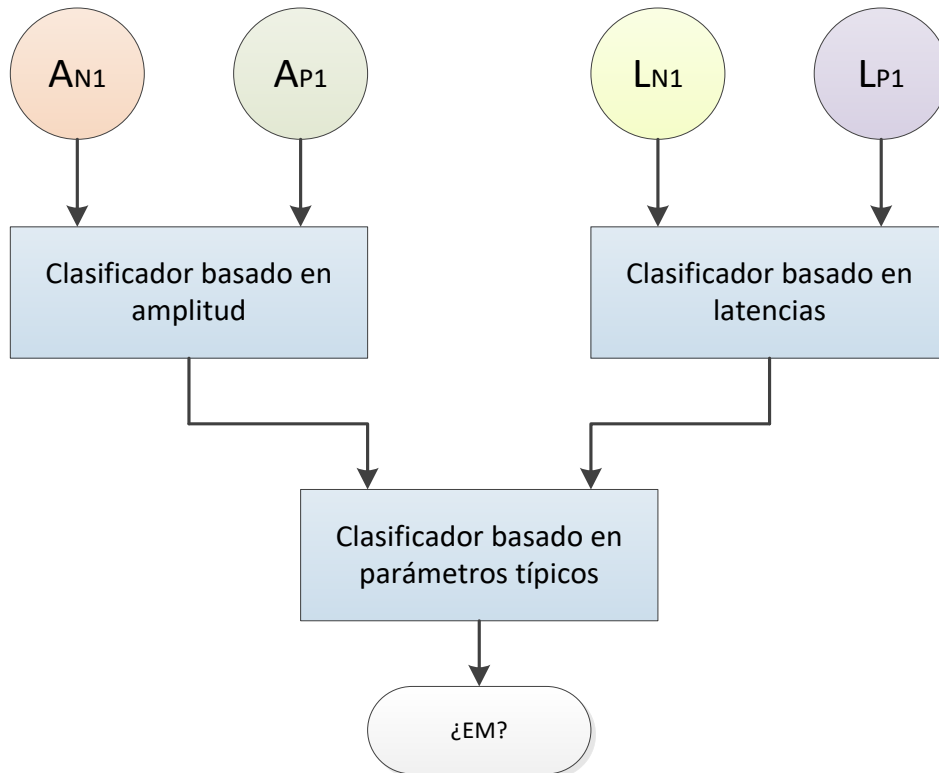 AN1
AP1
LN1
LP1
Clasificador basado en
amplitud
Clasificador basado en
latencias
Clasificador basado en
parámetros típicos
¿EM?